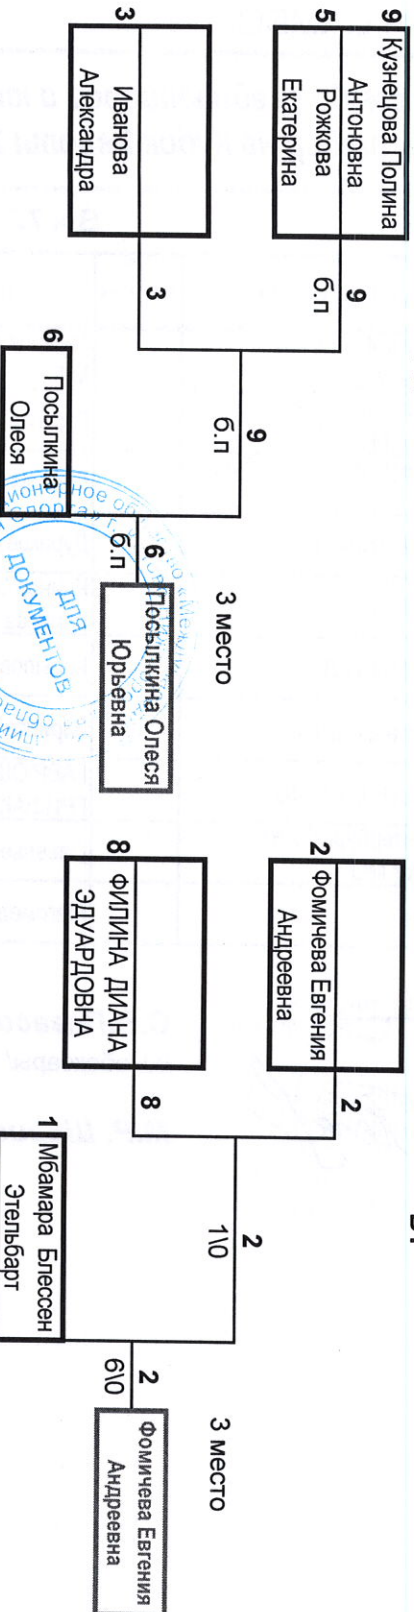 9 Кузнецова Полина
Антоновна
5 Рожкова
Екатерина
9
б.п
3 Иванова
Александра
3
9
б.п
6 Посылкина
Олеся
6
б.п
3 место
Посылкина Олеся
Юрьевна
ДЛЯ
ДОКУМЕНТОВ
2 Фомичева Евгения
Андреевна
2
8 ФИЛИНА ДИАНА
ЭДУАРДОВНА
8
2
1\0
1 Мбамара Блессен
Этельбарт
2
6\0
3 место
Фомичева Евгения
Андреевна